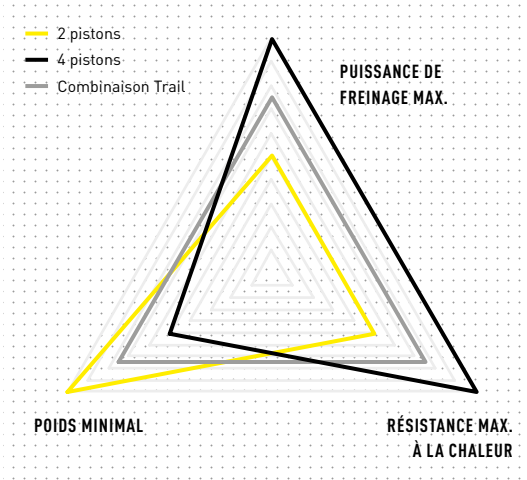 2 pistons
4 pistons
Combinaison Trail
PUISSANCE DE
FREINAGE MAX.
POIDS MINIMAL
RÉSISTANCE MAX.
À LA CHALEUR